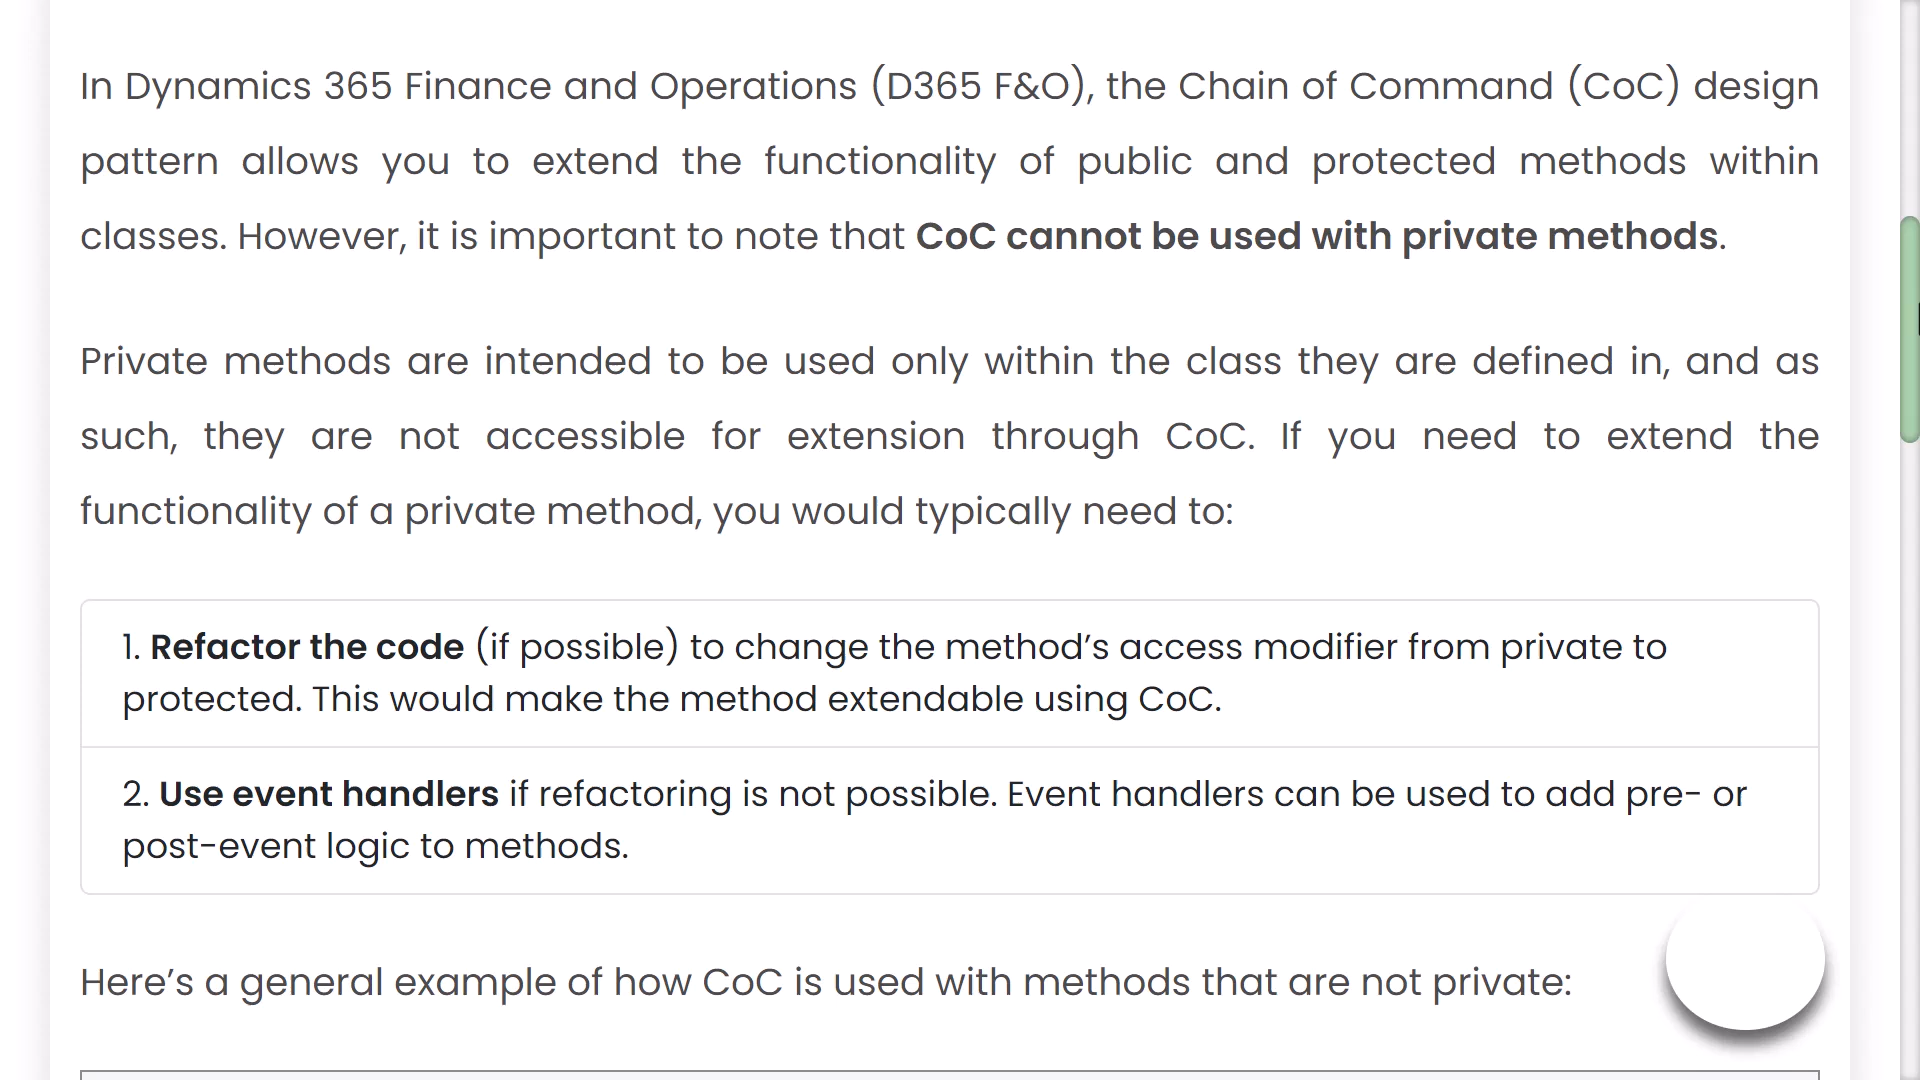 In Dynamics 365 Finance and Operations (D365 F&O), the Chain of Command (CoC) design
pattern allows you to extend the functionality of public and protected methods within
classes. However, it is important to note that CoC cannot be used with private methods.
Private methods are intended to be used only within the class they are defined in, and as
such, they are not accessible for extension through CoC. If you need to extend the
functionality of a private method, you would typically need to:
1. Refactor the code (if possible) to change the method’s access modifier from private to
protected. This would make the method extendable using CoC.
2. Use event handlers if refactoring is not possible. Event handlers can be used to add pre- or
post-event logic to methods.
Here’s a general example of how CoC is used with methods that are not private: